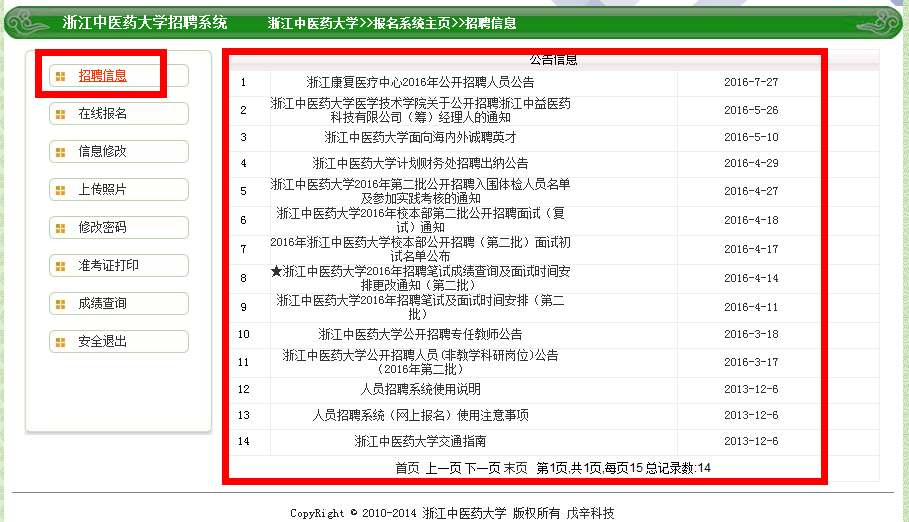 浙江中医药大学招聘系统 浙江中医药大学>>报名系统主页>>招聘信息
招聘信息
在线报名
信息修改
上传照片
修改密码
准考证打印
成绩查询
安全退出
公告信息
1 浙江康复医疗中心2016年公开招聘人员公告 2016-7-27
2 浙江中医药大学医学技术学院关于公开招聘浙江中益医药
科技有限公司（筹）经理人的通知 2016-5-26
3 浙江中医药大学面向海内外诚聘英才 2016-5-10
4 浙江中医药大学计划财务处招聘出纳公告 2016-4-29
5 浙江中医药大学2016年第二批公开招聘入围体检人员名单
及参加实践考核的通知 2016-4-27
6 浙江中医药大学2016年校本部第二批公开招聘面试（复
试）通知 2016-4-18
7 2016年浙江中医药大学校本部公开招聘（第二批）面试初
试名单公布 2016-4-17
8 ★浙江中医药大学2016年招聘笔试成绩查询及面试时间安
排更改通知（第二批） 2016-4-14
9 浙江中医药大学2016年招聘笔试及面试时间安排（第二
批） 2016-4-11
10 浙江中医药大学公开招聘专任教师公告 2016-3-18
11 浙江中医药大学公开招聘人员(非教学科研岗位)公告
（2016年第二批） 2016-3-17
12 人员招聘系统使用说明 2013-12-6
13 人员招聘系统（网上报名）使用注意事项 2013-12-6
14 浙江中医药大学交通指南 2013-12-6
首页 上一页 下一页 末页 第1页,共1页,每页15 总记录数:14
CopyRight © 2010-2014 浙江中医药大学 版权所有 戊辛科技